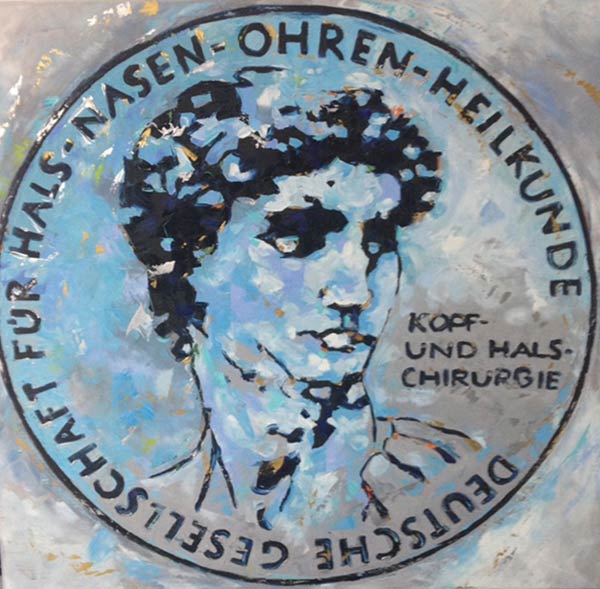 DEUTSCHE GESELLSCHAFT FÜR HALS-NASEN-OHREN-HEILKUNDE
KOPF-
UND HALS-
CHIRURGIE